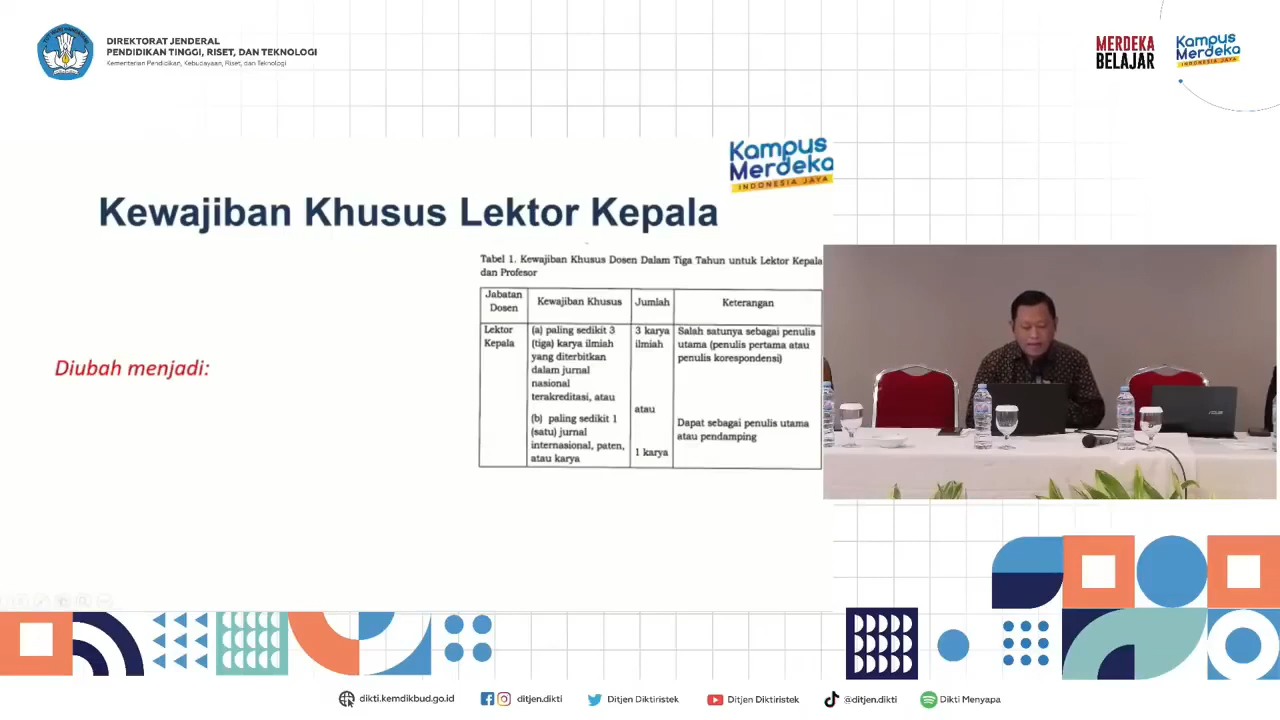 DIREKTORAT JENDERAL
PENDIDIKAN TINGGI, RISET, DAN TEKNOLOGI
Kementerian Pendidikan, Kebudayaan, Riset, dan Teknologi
MERDEKA
BELAJAR
Kampus
Merdeka
INDONESIA JAYA
Kampus
Merdeka
INDONESIA JAYA
Kewajiban Khusus Lektor Kepala
Diubah menjadi:
Tabel 1. Kewajiban Khusus Dosen Dalam Tiga Tahun untuk Lektor Kepala
dan Profesor
Jabatan
Dosen
Kewajiban Khusus
Jumlah
Keterangan
Lektor
Kepala
(a) paling sedikit 3
(tiga) karya ilmiah
yang diterbitkan
dalam jurnal
nasional
terakreditasi, atau
(b) paling sedikit 1
(satu) jurnal
internasional, paten,
atau karya
3 karya
ilmiah
atau
1 karya
Salah satunya sebagai penulis
utama (penulis pertama atau
penulis korespondensi)
Dapat sebagai penulis utama
atau pendamping
dikti.kemdikbud.go.id
ditjen.dikti
Ditjen Diktiristek
Ditjen Diktiristek
@ditjen.dikti
Dikti Menyapa